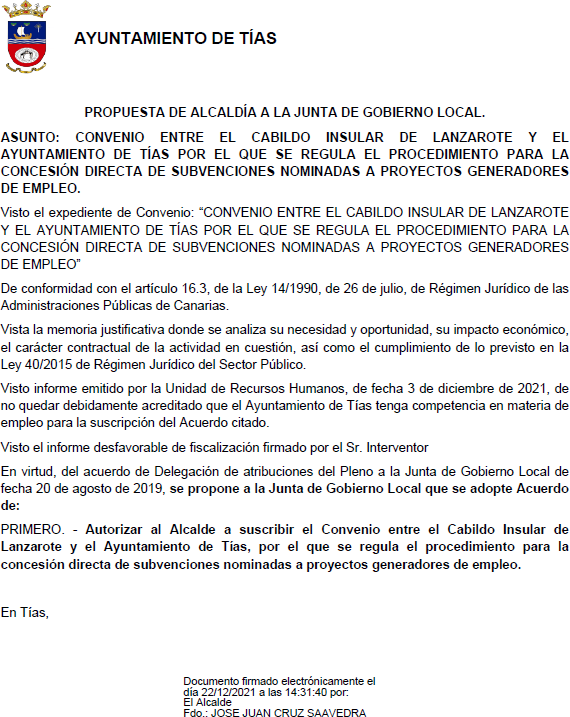 AYUNTAMIENTO DE TÍAS
PROPUESTA DE ALCALDÍA A LA JUNTA DE GOBIERNO LOCAL.
ASUNTO: CONVENIO ENTRE EL CABILDO INSULAR DE LANZAROTE Y EL
AYUNTAMIENTO DE TÍAS POR EL QUE SE REGULA EL PROCEDIMIENTO PARA LA
CONCESIÓN DIRECTA DE SUBVENCIONES NOMINADAS A PROYECTOS GENERADORES
DE EMPLEO.
Visto el expediente de Convenio: “CONVENIO ENTRE EL CABILDO INSULAR DE LANZAROTE
Y EL AYUNTAMIENTO DE TÍAS POR EL QUE SE REGULA EL PROCEDIMIENTO PARA LA
CONCESIÓN DIRECTA DE SUBVENCIONES NOMINADAS A PROYECTOS GENERADORES
DE EMPLEO”
De conformidad con el artículo 16.3, de la Ley 14/1990, de 26 de julio, de Régimen Jurídico de las
Administraciones Públicas de Canarias.
Vista la memoria justificativa donde se analiza su necesidad y oportunidad, su impacto económico,
el carácter contractual de la actividad en cuestión, así como el cumplimiento de lo previsto en la
Ley 40/2015 de Régimen Jurídico del Sector Público.
Visto informe emitido por la Unidad de Recursos Humanos, de fecha 3 de diciembre de 2021, de
no quedar debidamente acreditado que el Ayuntamiento de Tías tenga competencia en materia de
empleo para la suscripción del Acuerdo citado.
Visto el informe desfavorable de fiscalización firmado por el Sr. Interventor
En virtud, del acuerdo de Delegación de atribuciones del Pleno a la Junta de Gobierno Local de
fecha 20 de agosto de 2019, se propone a la Junta de Gobierno Local que se adopte Acuerdo
de:
PRIMERO. - Autorizar al Alcalde a suscribir el Convenio entre el Cabildo Insular de
Lanzarote y el Ayuntamiento de Tías, por el que se regula el procedimiento para la
concesión directa de subvenciones nominadas a proyectos generadores de empleo.
En Tías,
Documento firmado electrónicamente el
día 22/12/2021 a las 14:31:40 por:
El Alcalde
Fdo.: JOSE JUAN CRUZ SAAVEDRA